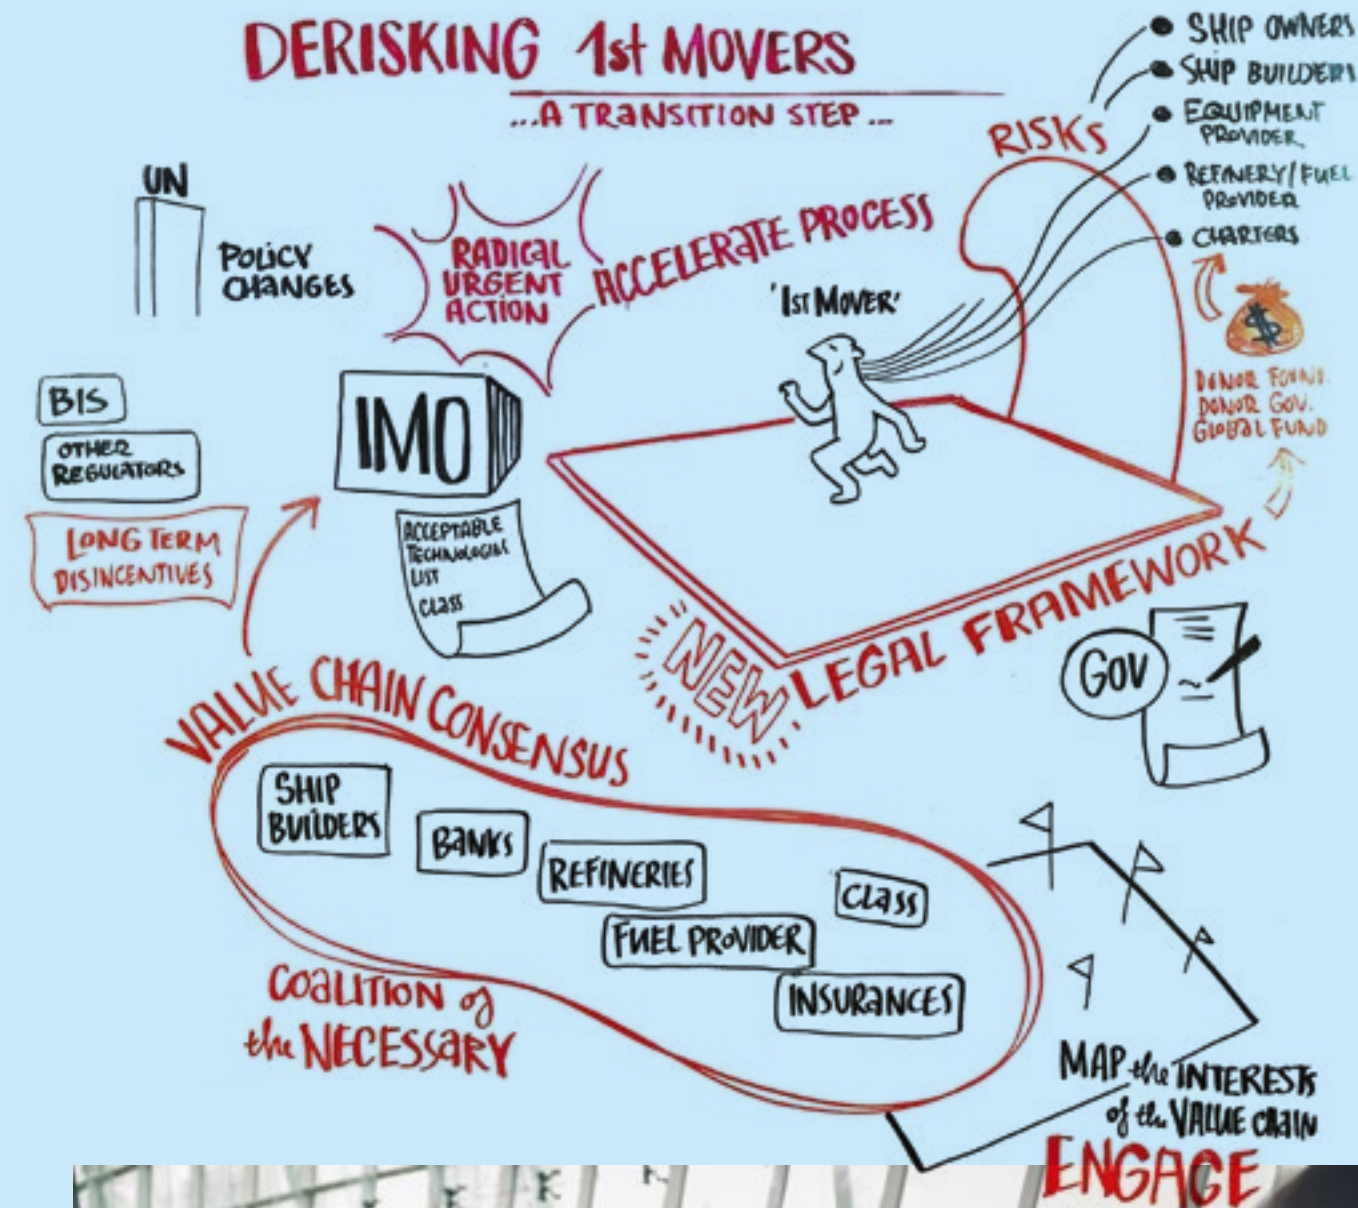 DERISKING 1st MOVERS
...A TRANSITION STEP...
UN
POLICY
CHANGES
RADICAL
URGENT
ACTION
ACCELERATE PROCESS
RISKS
SHIP OWNERS
SHIP BUILDERS
EQUIPMENT
PROVIDER
REFINERY/FUEL
PROVIDER
CHARTERS
$
DONOR FOUND.
DONOR GOV.
GLOBAL FUND
'1ST MOVER'
BIS
OTHER
REGULATORS
LONG TERM
DISINCENTIVES
IMO
ACCEPTABLE
TECHNOLOGIES
LIST
CLASS
NEW LEGAL FRAMEWORK
GOV
VALUE CHAIN CONSENSUS
SHIP
BUILDERS
BANKS
REFINERIES
CLASS
FUEL PROVIDER
INSURANCES
COALITION of
the NECESSARY
MAP the INTERESTS
of the VALUE CHAIN
ENGAGE